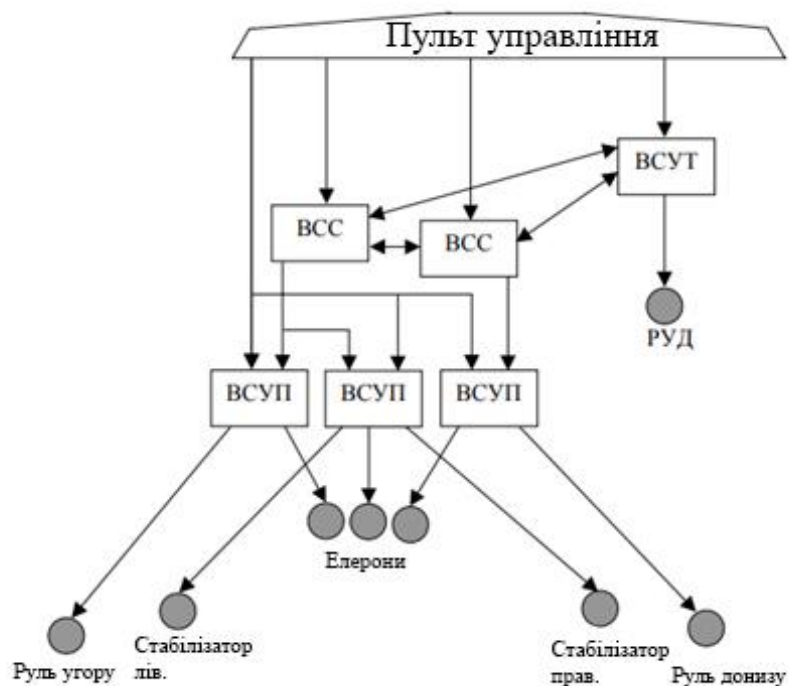 Пульт управління
ВСУТ
ВСС
ВСС
РУД
ВСУП
ВСУП
ВСУП
Елерони
Стабілізатор
лів.
Стабілізатор
прав.
Руль угору
Руль донизу